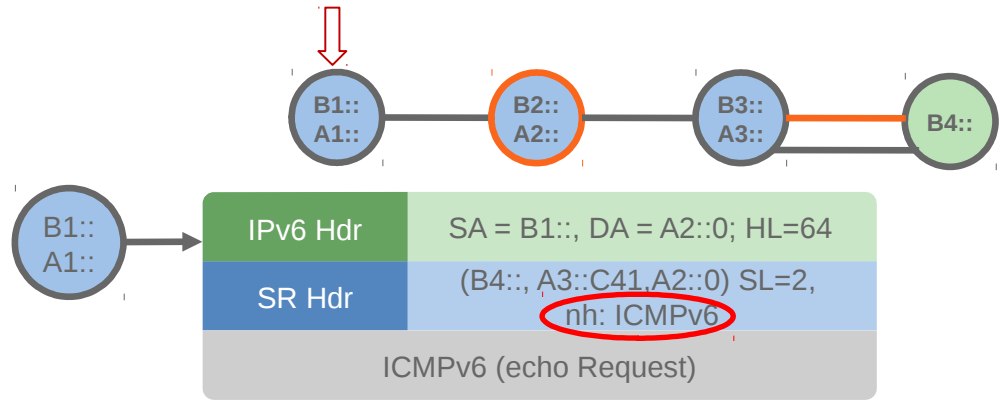 B1::
A1::
B2::
A2::
B3::
A3::
B4::
B1::
A1::
IPv6 Hdr
SA = B1::, DA = A2::0; HL=64
SR Hdr
(B4::, A3::C41,A2::0) SL=2,
nh: ICMPv6
ICMPv6 (echo Request)